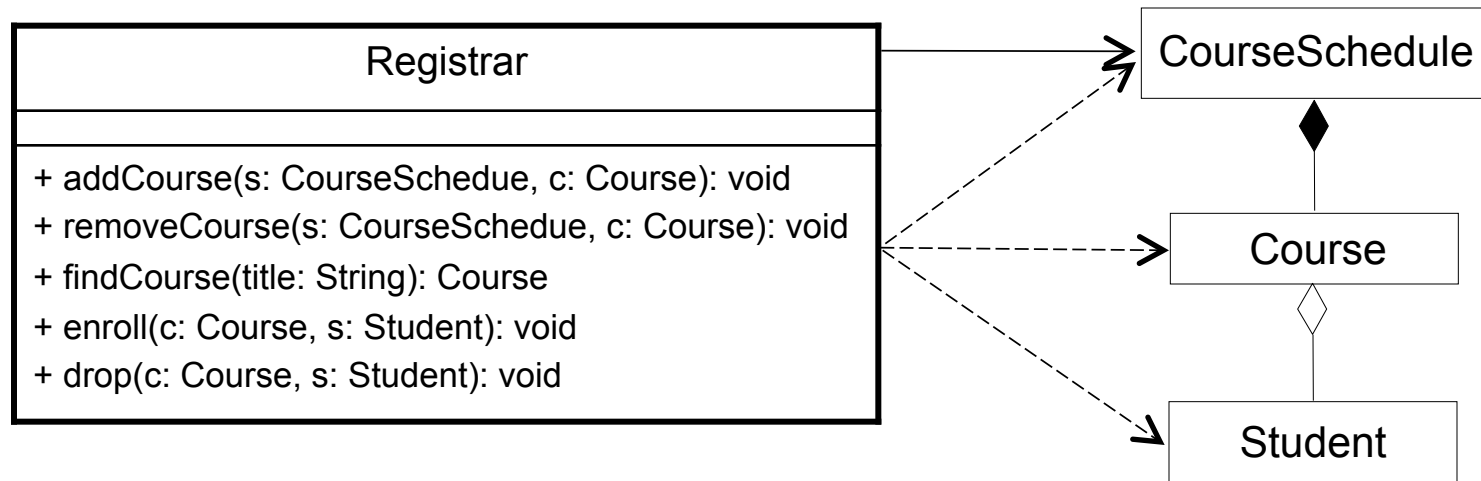 Registrar
+ addCourse(s: CourseSchedue, c: Course): void
+ removeCourse(s: CourseSchedue, c: Course): void
+ findCourse(title: String): Course
+ enroll(c: Course, s: Student): void
+ drop(c: Course, s: Student): void
CourseSchedule
Course
Student